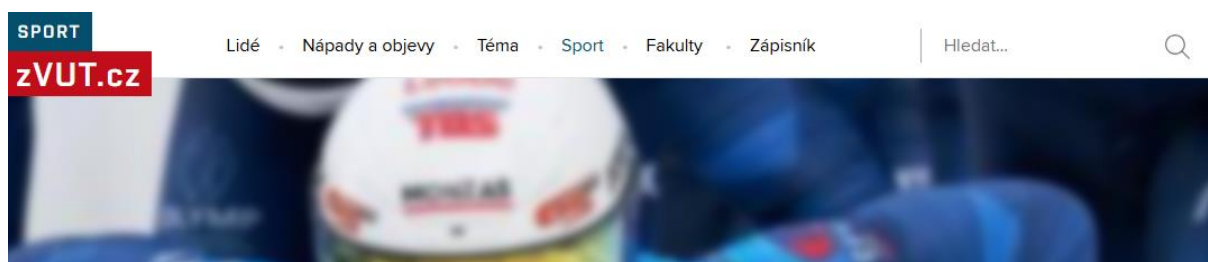 SPORT
zVUT.cz
Lidé • Nápady a objevy • Téma • Sport • Fakulty • Zápisník
Hledat...